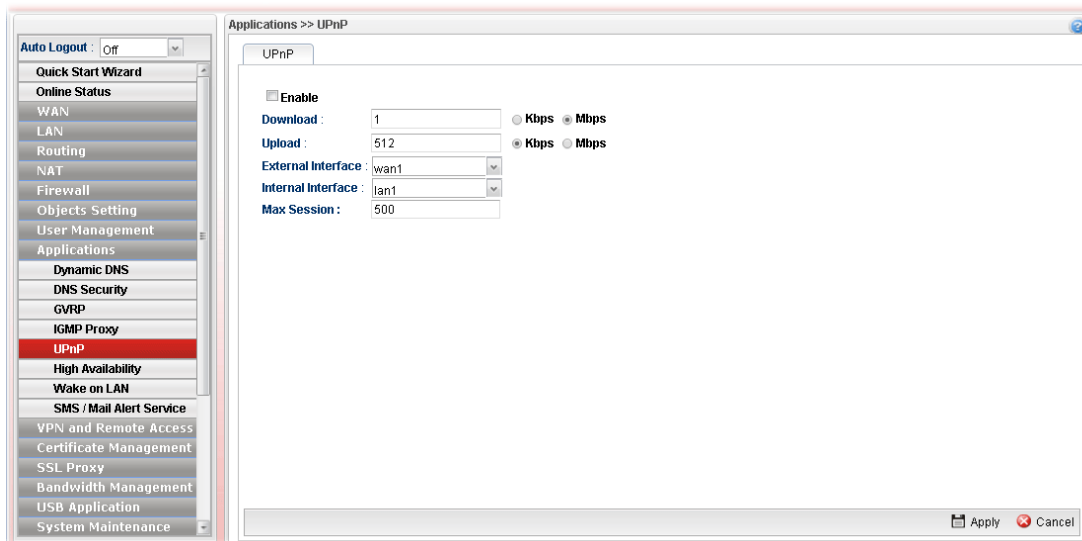 Applications >> UPnP
Auto Logout : Off
Quick Start Wizard
Online Status
WAN
LAN
Routing
NAT
Firewall
Objects Setting
User Management
Applications
Dynamic DNS
DNS Security
GVRP
IGMP Proxy
UPnP
High Availability
Wake on LAN
SMS / Mail Alert Service
VPN and Remote Access
Certificate Management
SSL Proxy
Bandwidth Management
USB Application
System Maintenance
UPnP
Enable
Download : 1 Kbps Mbps
Upload : 512 Kbps Mbps
External Interface : wan1
Internal Interface : lan1
Max Session : 500
Apply Cancel